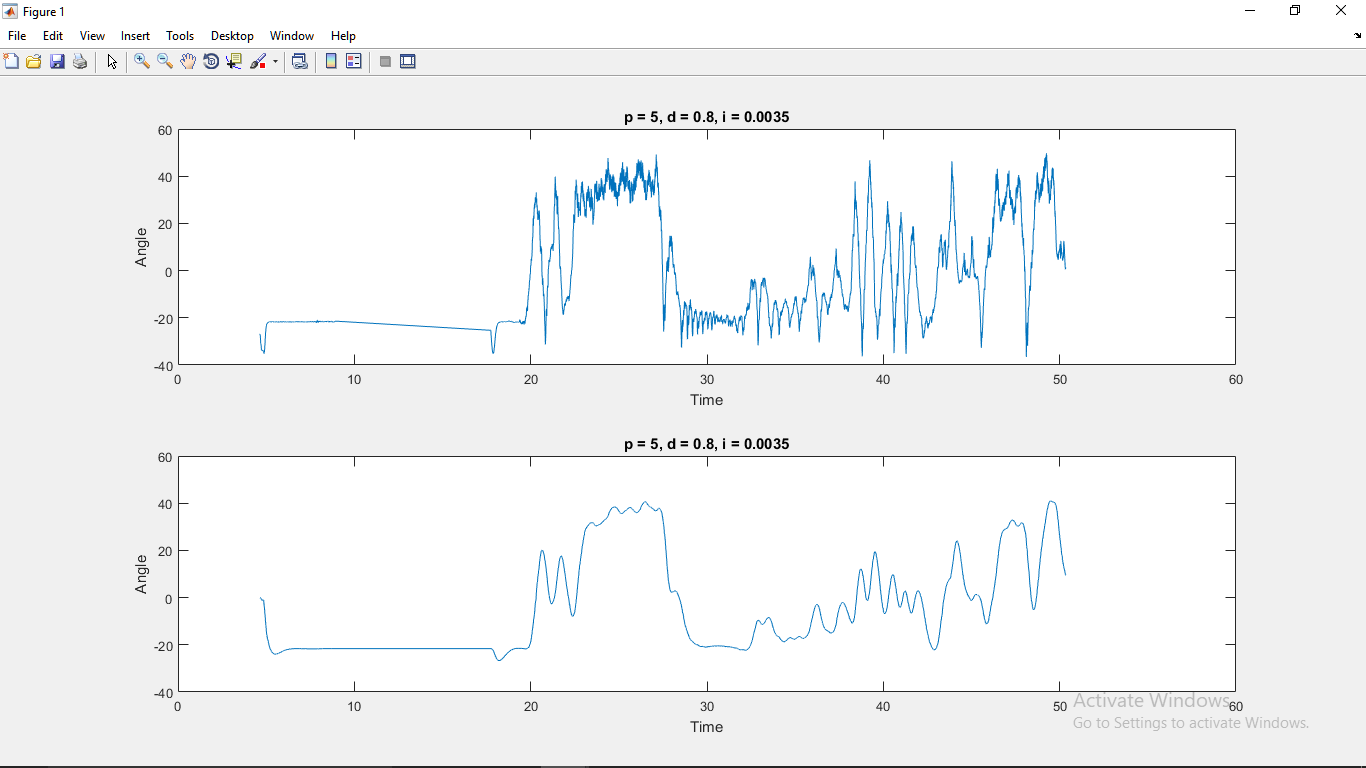 Figure 1
File Edit View Insert Tools Desktop Window Help
p = 5, d = 0.8, i = 0.0035
60
40
20
0
-20
-40
Angle
0 10 20 30 40 50 60
Time
p = 5, d = 0.8, i = 0.0035
60
40
20
0
-20
-40
Angle
0 10 20 30 40 50 60
Time
Activate Windows
Go to Settings to activate Windows.